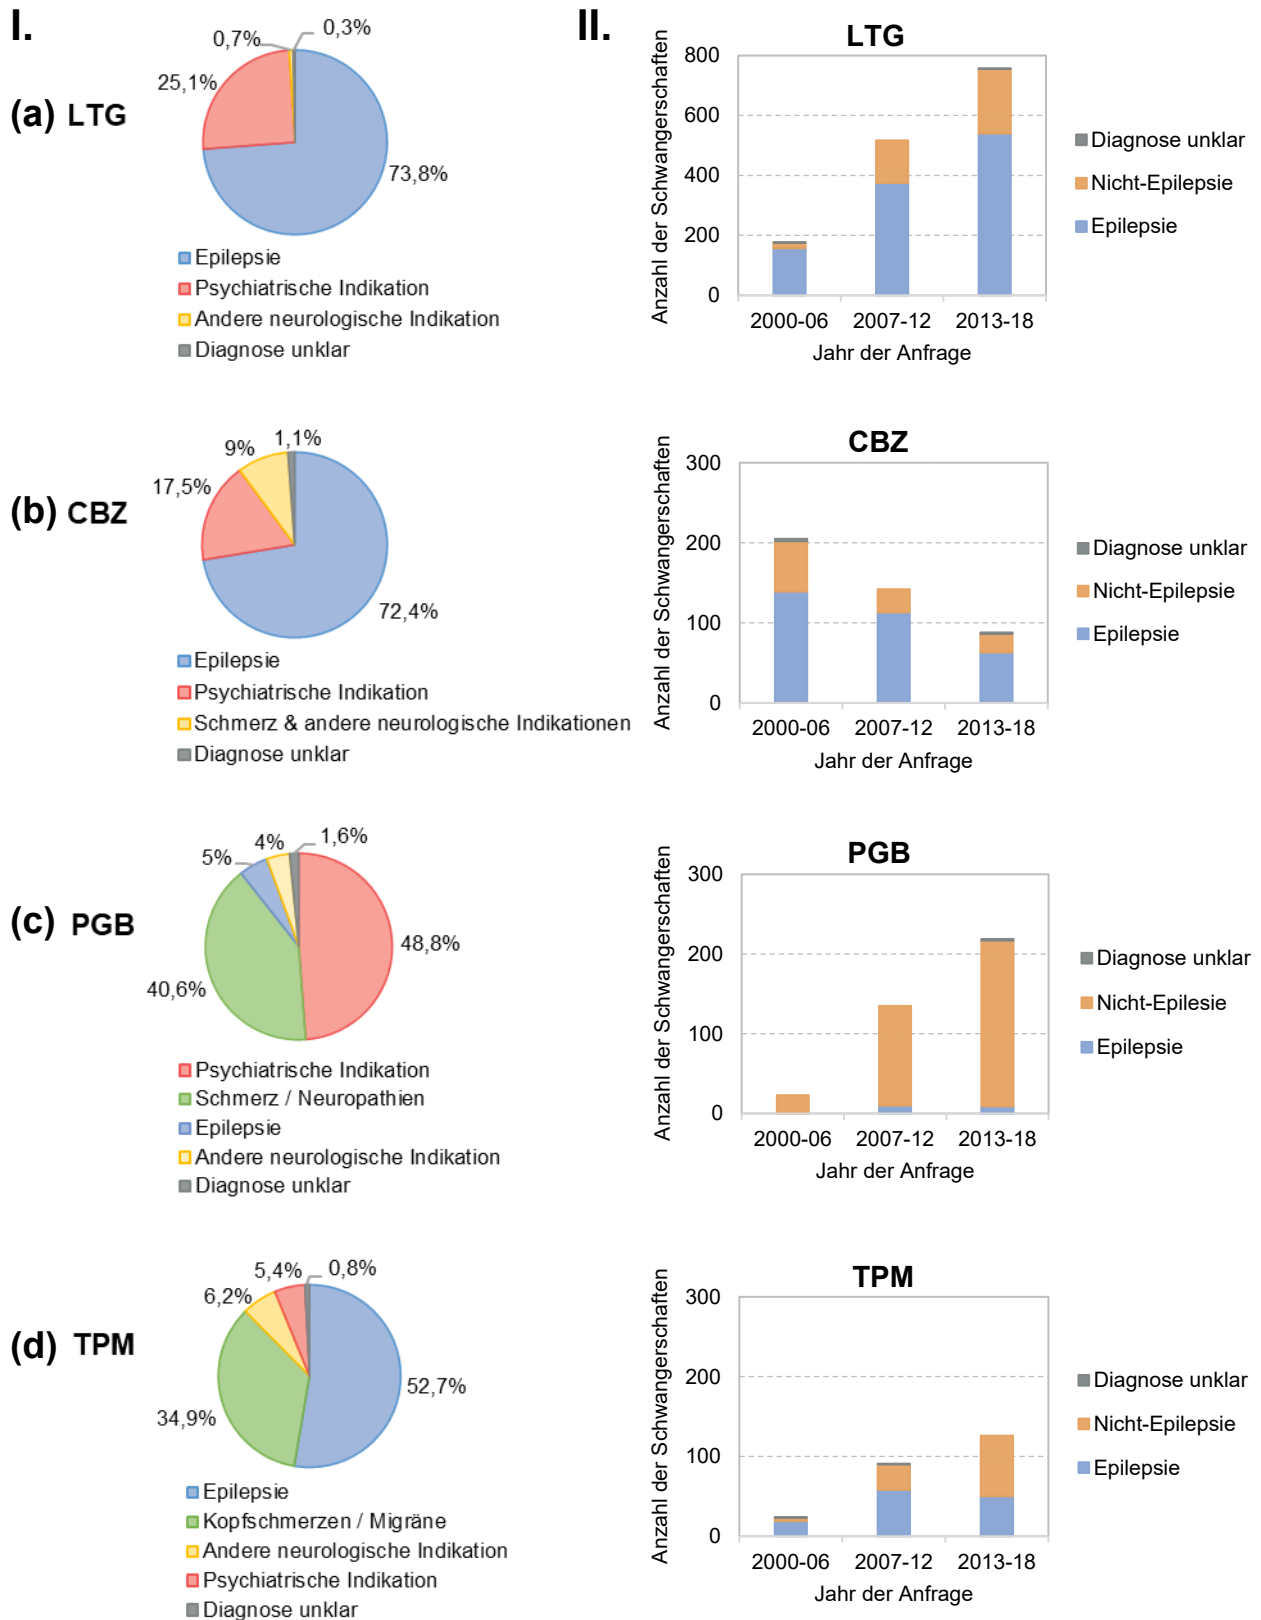 I.
(a) LTG
0,7%
0,3%
25,1%
73,8%
Epilepsie
Psychiatrische Indikation
Andere neurologische Indikation
Diagnose unklar
II.
LTG
Anzahl der Schwangerschaften
800
600
400
200
0
2000-06 2007-12 2013-18
Jahr der Anfrage
Diagnose unklar
Nicht-Epilepsie
Epilepsie
(b) CBZ
9%
1,1%
17,5%
72,4%
Epilepsie
Psychiatrische Indikation
Schmerz & andere neurologische Indikationen
Diagnose unklar
CBZ
Anzahl der Schwangerschaften
300
200
100
0
2000-06 2007-12 2013-18
Jahr der Anfrage
Diagnose unklar
Nicht-Epilepsie
Epilepsie
(c) PGB
5%
4%
1,6%
48,8%
40,6%
Psychiatrische Indikation
Schmerz / Neuropathien
Epilepsie
Andere neurologische Indikation
Diagnose unklar
PGB
Anzahl der Schwangerschaften
300
200
100
0
2000-06 2007-12 2013-18
Jahr der Anfrage
Diagnose unklar
Nicht-Epilesie
Epilepsie
(d) TPM
6,2%
5,4%
0,8%
52,7%
34,9%
Epilepsie
Kopfschmerzen / Migräne
Andere neurologische Indikation
Psychiatrische Indikation
Diagnose unklar
TPM
Anzahl der Schwangerschaften
300
200
100
0
2000-06 2007-12 2013-18
Jahr der Anfrage
Diagnose unklar
Nicht-Epilepsie
Epilepsie